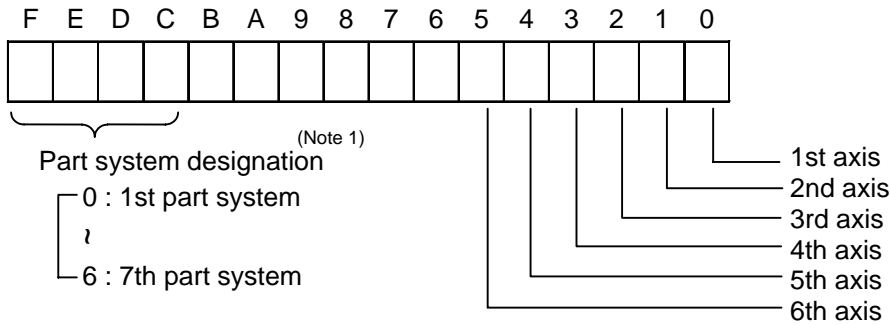 F E D C B A 9 8 7 6 5 4 3 2 1 0
(Note 1)
Part system designation
0 : 1st part system
~
6 : 7th part system
1st axis
2nd axis
3rd axis
4th axis
5th axis
6th axis